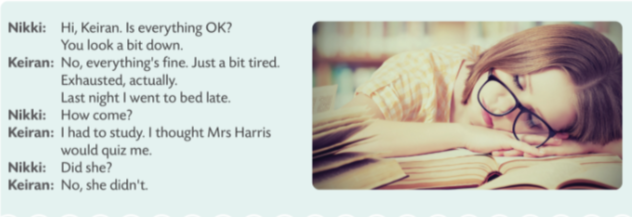 Nikki: Hi, Keiran. Is everything OK?
You look a bit down.
Keiran: No, everything's fine. Just a bit tired.
Exhausted, actually.
Last night I went to bed late.
Nikki: How come?
Keiran: I had to study. I thought Mrs Harris
would quiz me.
Nikki: Did she?
Keiran: No, she didn't.